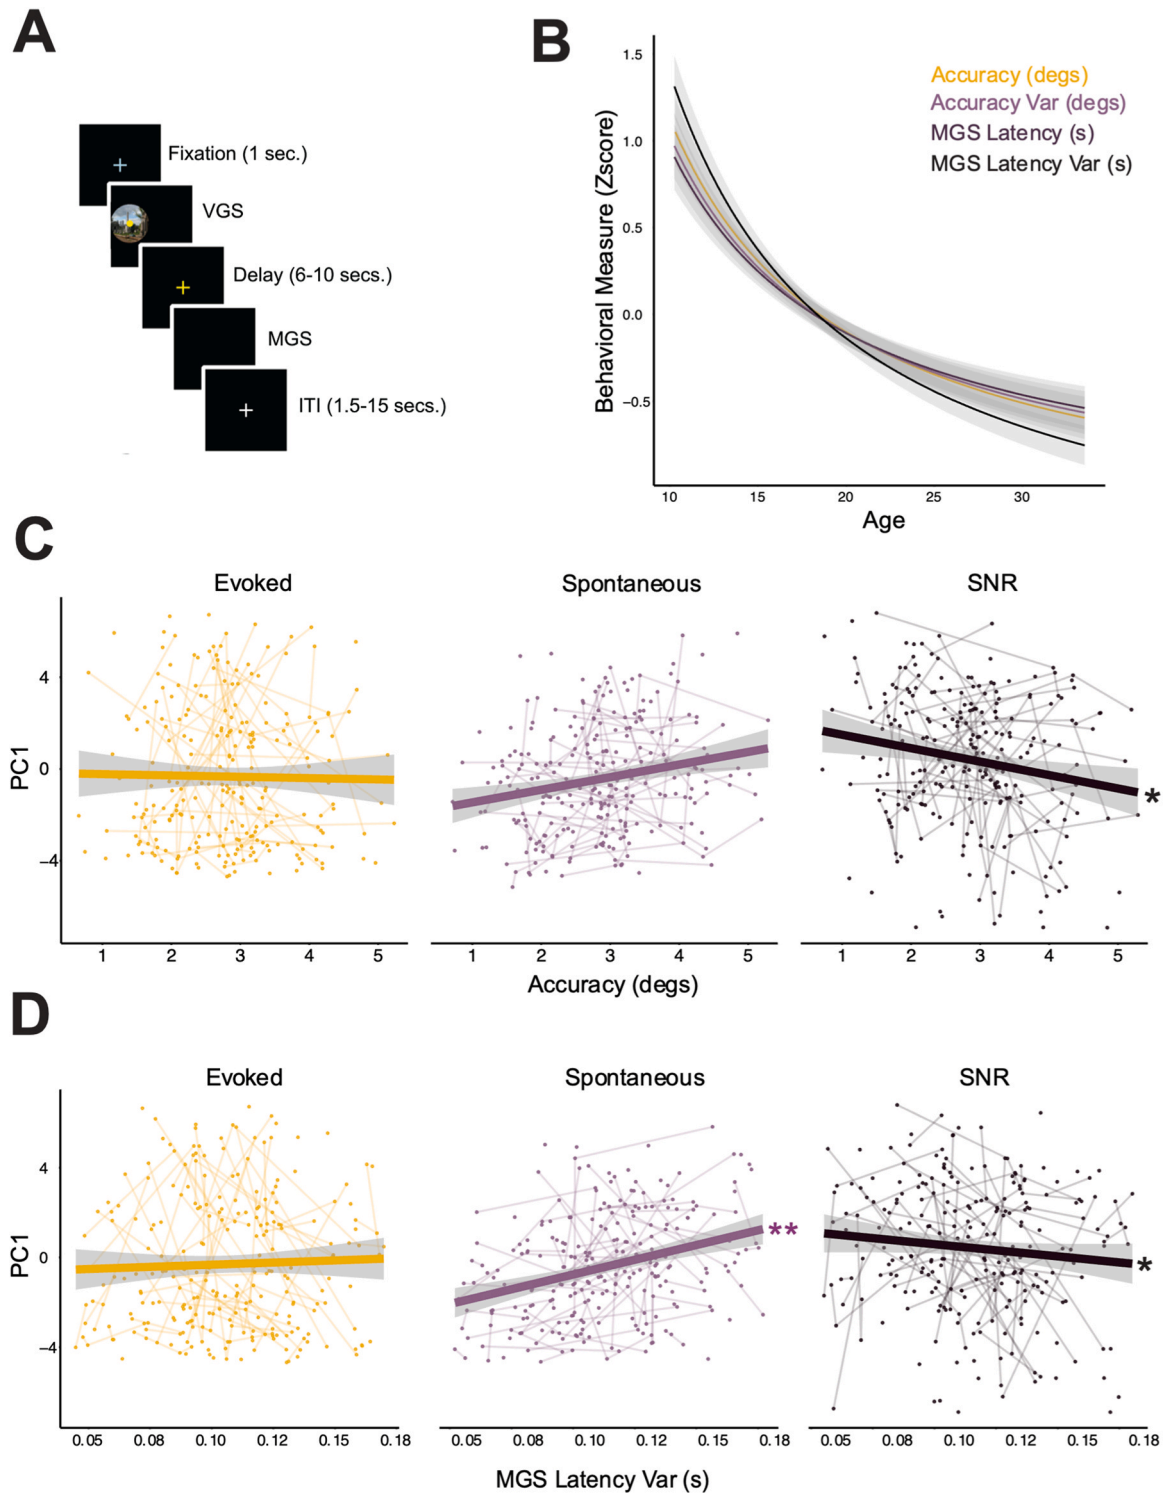 A
Fixation (1 sec.)
VGS
Delay (6-10 secs.)
MGS
ITI (1.5-15 secs.)
B
Behavioral Measure (Zscore)
1.5
1.0
0.5
0.0
−0.5
10 15 20 25 30
Age
Accuracy (degs)
Accuracy Var (degs)
MGS Latency (s)
MGS Latency Var (s)
C
Evoked Spontaneous SNR
PC1
4
0
−4
*
1 2 3 4 5 1 2 3 4 5 1 2 3 4 5
Accuracy (degs)
D
Evoked Spontaneous SNR
PC1
4
0
−4
**
*
0.05 0.08 0.10 0.12 0.15 0.18 0.05 0.08 0.10 0.12 0.15 0.18 0.05 0.08 0.10 0.12 0.15 0.18
MGS Latency Var (s)